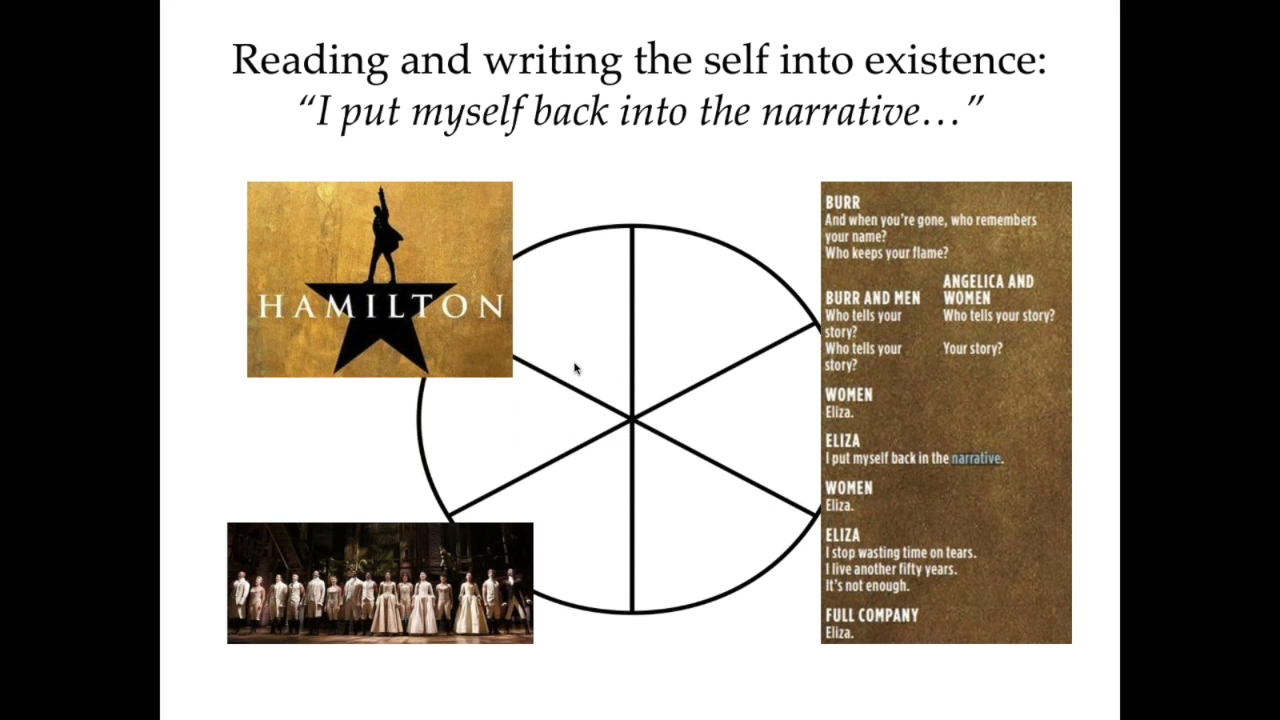 Reading and writing the self into existence:
“I put myself back into the narrative…”
HAMILTON
BURR
And when you're gone, who remembers
your name?
Who keeps your flame?
BURR AND MEN
Who tells your
story?
Who tells your
story?
ANGELICA AND
WOMEN
Who tells your story?
Your story?
WOMEN
Eliza.
ELIZA
I put myself back in the narrative.
WOMEN
Eliza.
ELIZA
I stop wasting time on tears.
I live another fifty years.
It's not enough.
FULL COMPANY
Eliza.